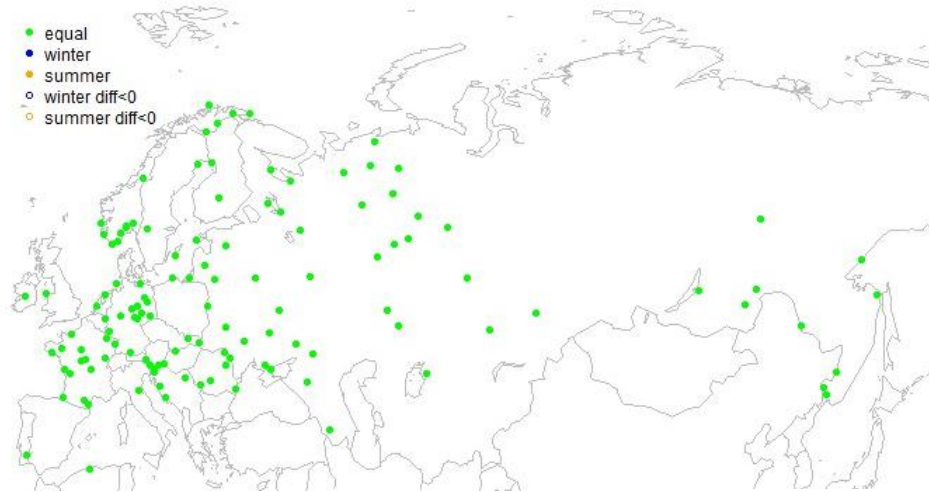 equal
winter
summer
winter diff<0
summer diff<0